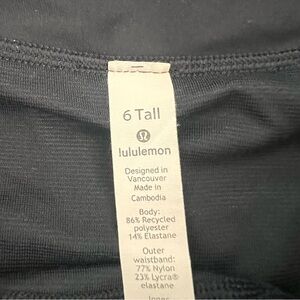 6 Tall
lululemon
Designed in
Vancouver
Made in
Cambodia
Body:
86% Recycled
polyester
14% Elastane
Outer
waistband:
77% Nylon
23% Lycra®
elastane